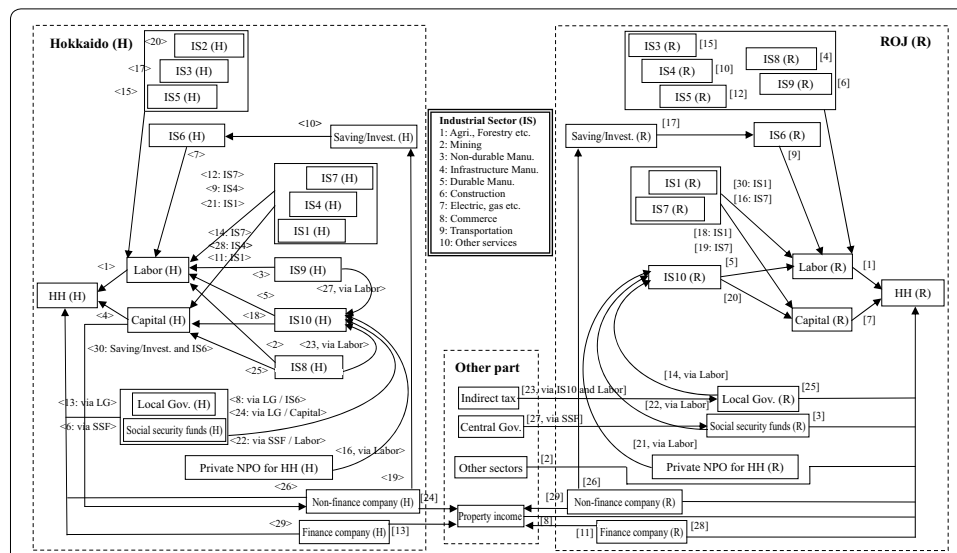 Hokkaido (H)
<20>
IS2 (H)
<17>
IS3 (H)
<15>
IS5 (H)
<10>
IS6 (H)
Saving/Invest. (H)
<7>
<12: IS7>
<9: IS4>
<21: IS1>
IS7 (H)
IS4 (H)
IS1 (H)
<14: IS7>
<28: IS4>
<11: IS1>
<1>
Labor (H)
<3>
IS9 (H)
<27, via Labor>
HH (H)
<5>
<4>
Capital (H)
<18>
IS10 (H)
<23, via Labor>
<30: Saving/Invest. and IS6>
<2>
<25>
IS8 (H)
<13: via LG>
Local Gov. (H)
<8: via LG / IS6>
<24: via LG / Capital>
<6: via SSF>
Social security funds (H)
<22: via SSF / Labor>
<16, via Labor>
Private NPO for HH (H)
<19>
<26>
Non-finance company (H)
[24]
<29>
Finance company (H)
[13]
Industrial Sector (IS)
1: Agri., Forestry etc.
2: Mining
3: Non-durable Manu.
4: Infrastructure Manu.
5: Durable Manu.
6: Construction
7: Electric, gas etc.
8: Commerce
9: Transportation
10: Other services
Other part
Indirect tax
[23, via IS10 and Labor]
Central Gov.
[27, via SSF]
Other sectors
[2]
Property income
[29]
[8]
ROJ (R)
IS3 (R)
[15]
IS8 (R)
[4]
IS4 (R)
[10]
IS9 (R)
[6]
IS5 (R)
[12]
Saving/Invest. (R)
[17]
IS6 (R)
[9]
IS1 (R)
IS7 (R)
[30: IS1]
[16: IS7]
[18: IS1]
[19: IS7]
[5]
IS10 (R)
Labor (R)
[1]
[20]
HH (R)
Capital (R)
[7]
[14, via Labor]
[25]
Local Gov. (R)
[22, via Labor]
[3]
Social security funds (R)
[21, via Labor]
Private NPO for HH (R)
[26]
Non-finance company (R)
[11]
Finance company (R)
[28]